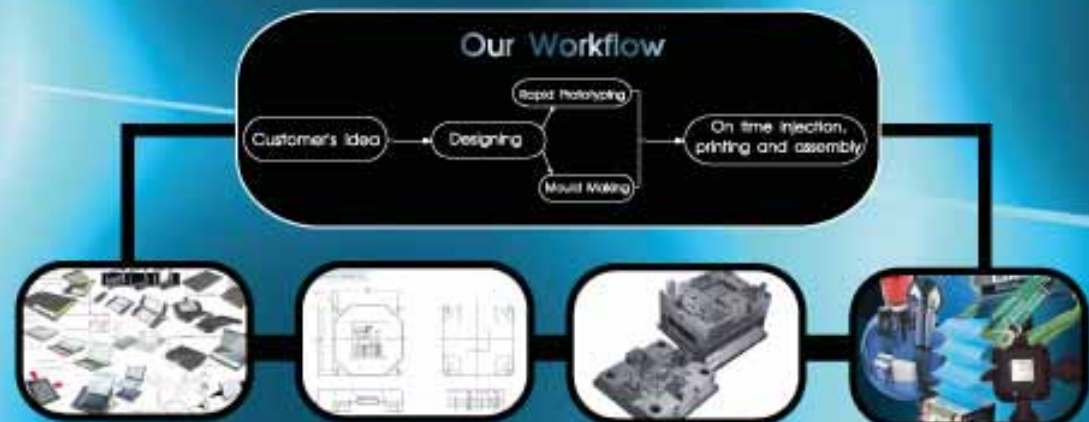 Our Workflow
Rapid Prototyping
Customer's Idea
Designing
On time injection,
printing and assembly
Mould Making